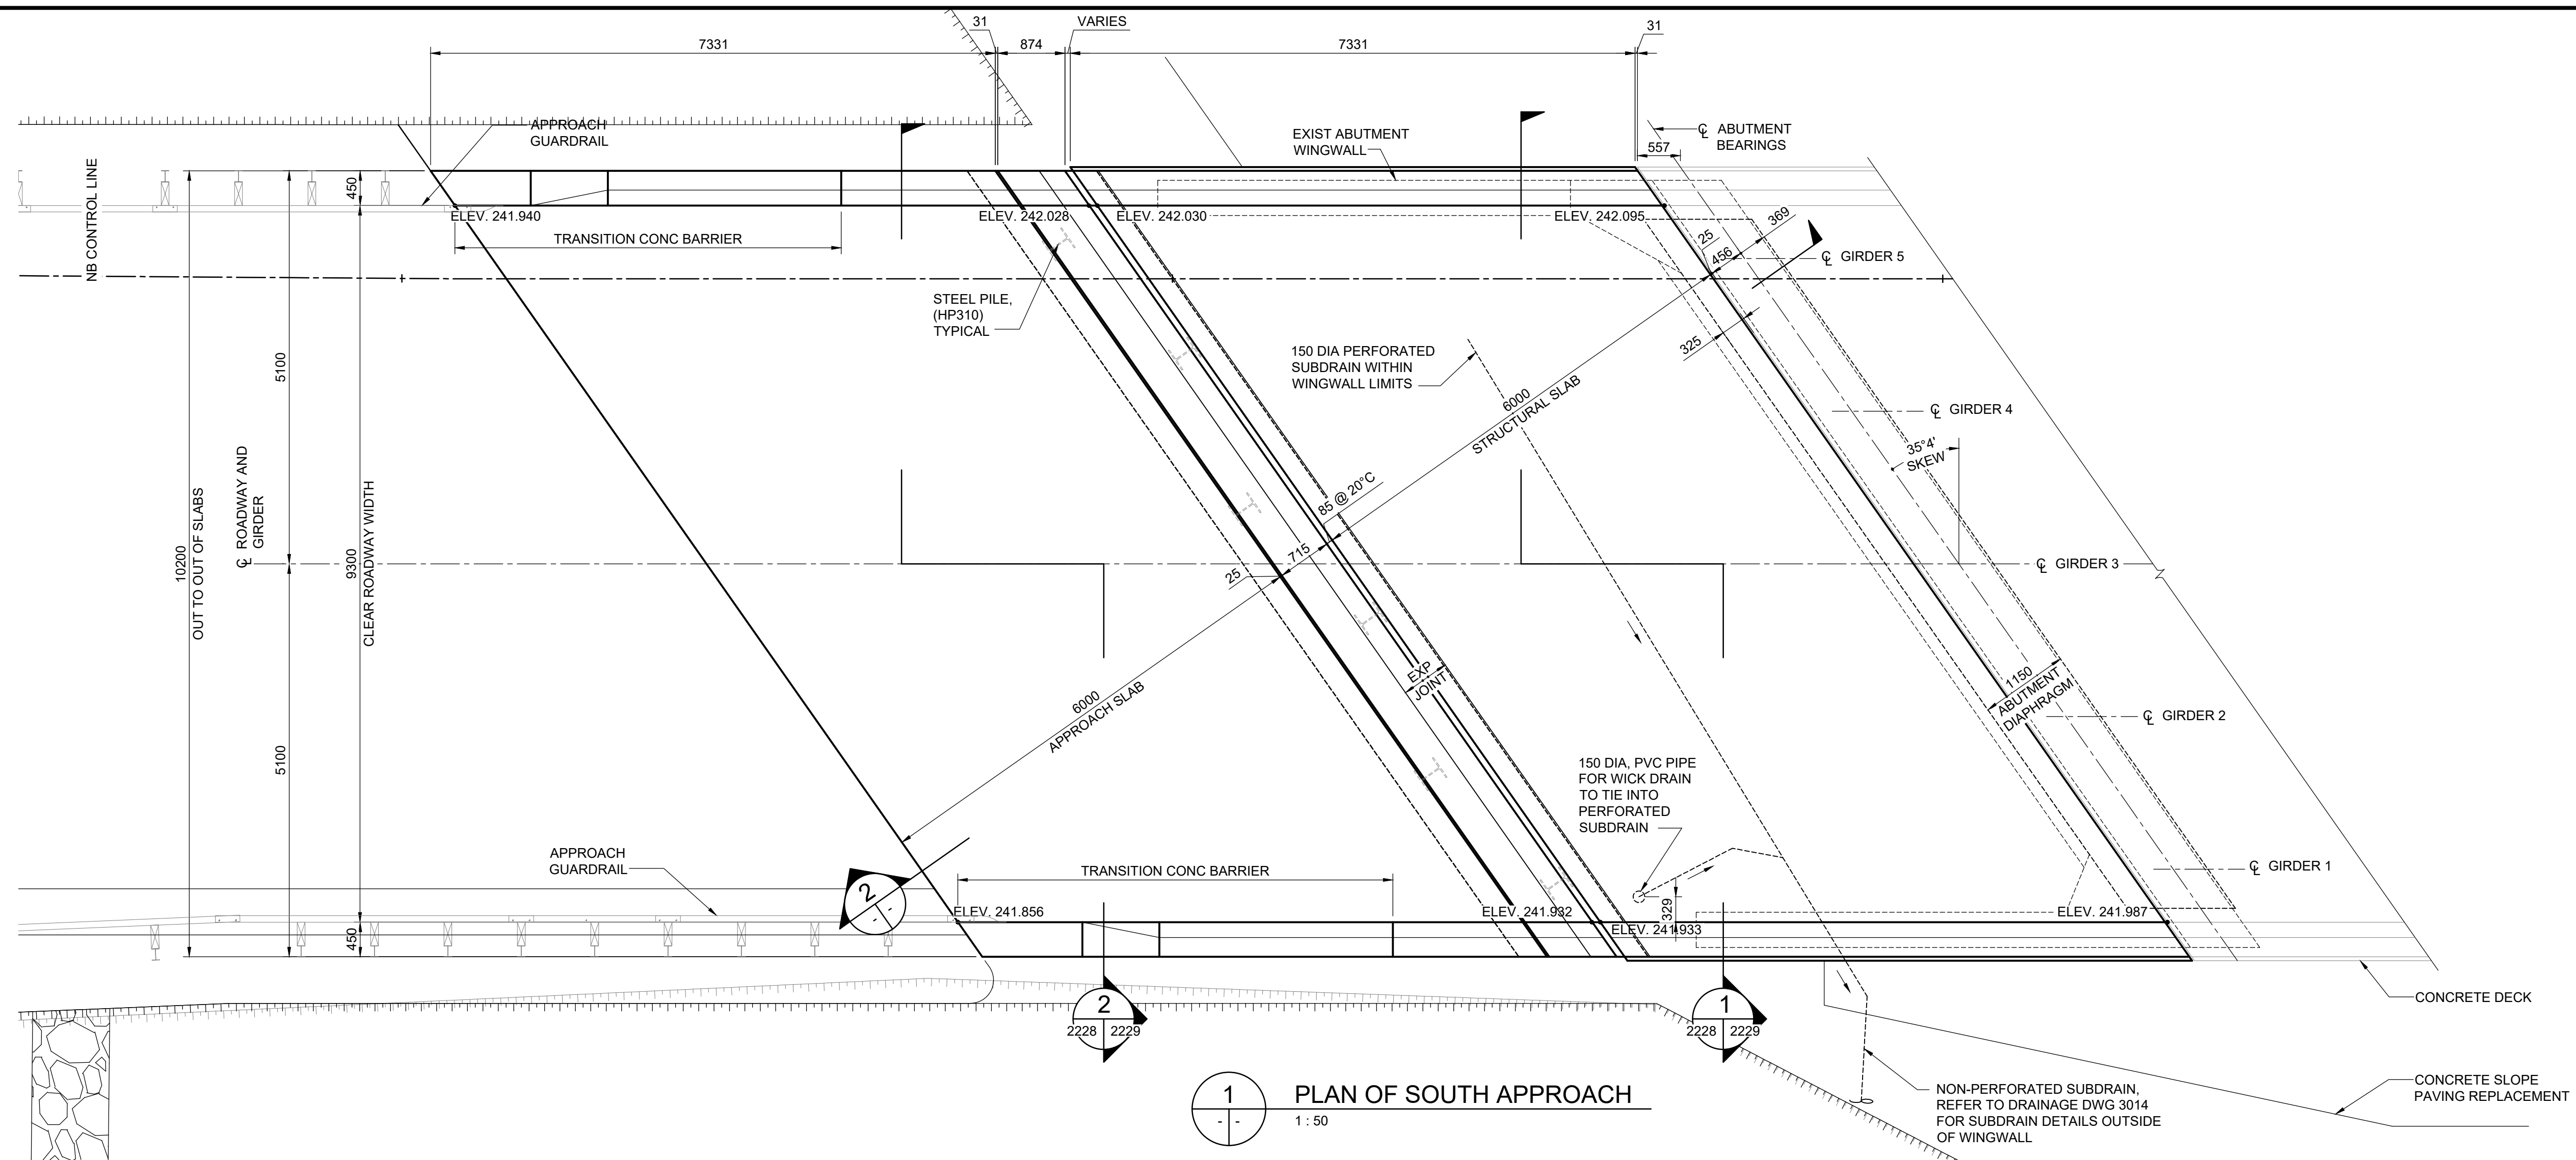 31
VARIES
31
7331
874
7331
APPROACH
GUARDRAIL
EXIST ABUTMENT
WINGWALL
℄ ABUTMENT
BEARINGS
557
NB CONTROL LINE
450
ELEV. 241.940
ELEV. 242.028
ELEV. 242.030
ELEV. 242.095
369
25
456
TRANSITION CONC BARRIER
℄ GIRDER 5
STEEL PILE,
(HP310)
TYPICAL
325
150 DIA PERFORATED
SUBDRAIN WITHIN
WINGWALL LIMITS
5100
6000
STRUCTURAL SLAB
℄ GIRDER 4
35°4'
SKEW
85 @ 20°C
10200
OUT TO OUT OF SLABS
℄ ROADWAY AND
GIRDER
9300
CLEAR ROADWAY WIDTH
715
25
℄ GIRDER 3
EXP
JOINT
1150
ABUTMENT
DIAPHRAGM
6000
APPROACH SLAB
℄ GIRDER 2
5100
150 DIA, PVC PIPE
FOR WICK DRAIN
TO TIE INTO
PERFORATED
SUBDRAIN
APPROACH
GUARDRAIL
TRANSITION CONC BARRIER
℄ GIRDER 1
2
- -
329
ELEV. 241.856
ELEV. 241.932
ELEV. 241.933
ELEV. 241.987
450
2
2228 2229
1
2228 2229
CONCRETE DECK
1
- -
PLAN OF SOUTH APPROACH
1 : 50
NON-PERFORATED SUBDRAIN,
REFER TO DRAINAGE DWG 3014
FOR SUBDRAIN DETAILS OUTSIDE
OF WINGWALL
CONCRETE SLOPE
PAVING REPLACEMENT